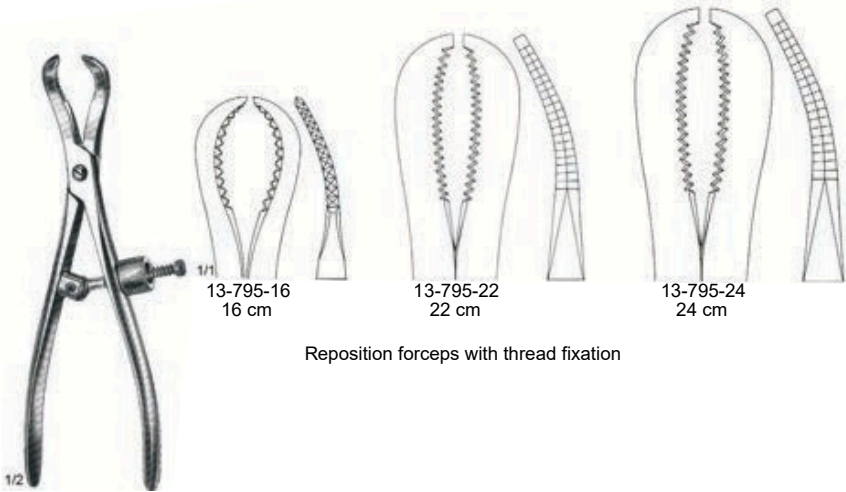 1/1
13-795-16
16 cm
13-795-22
22 cm
13-795-24
24 cm
Reposition forceps with thread fixation
1/2